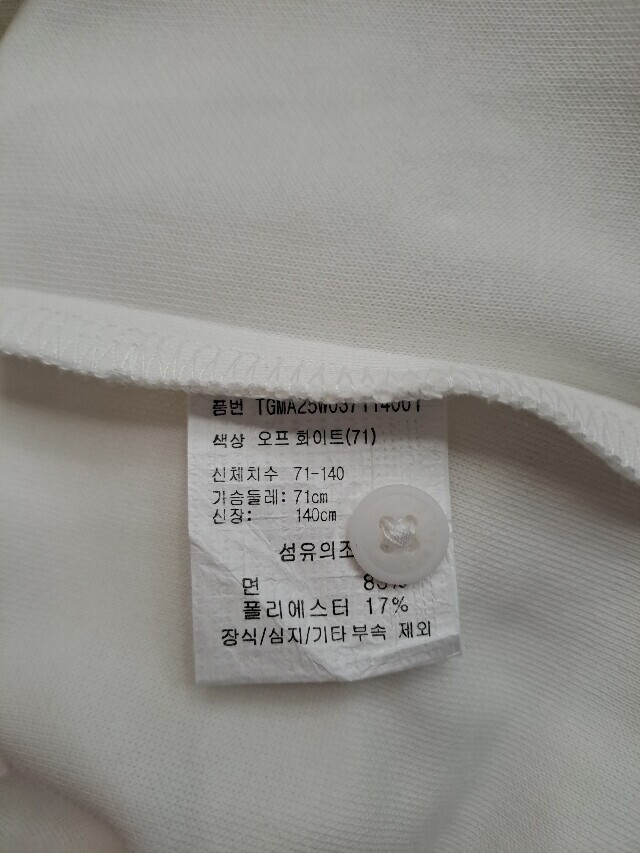 품번
색상 오프 화이트(71)
신체치수 71-140
가슴둘레: 71cm
신장: 140cm
섬유의조
면
폴리에스터 17%
장식/심지/기타 부속 제외